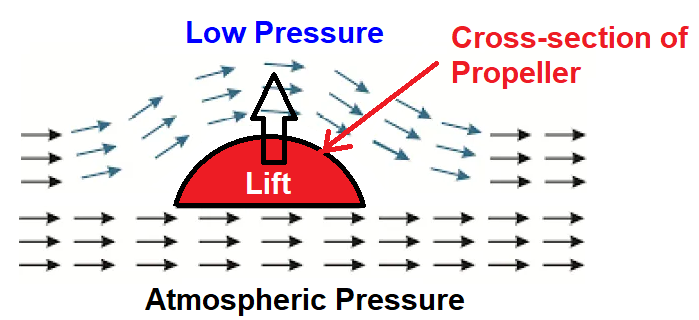 Low Pressure
Cross-section of
Propeller
Lift
Atmospheric Pressure